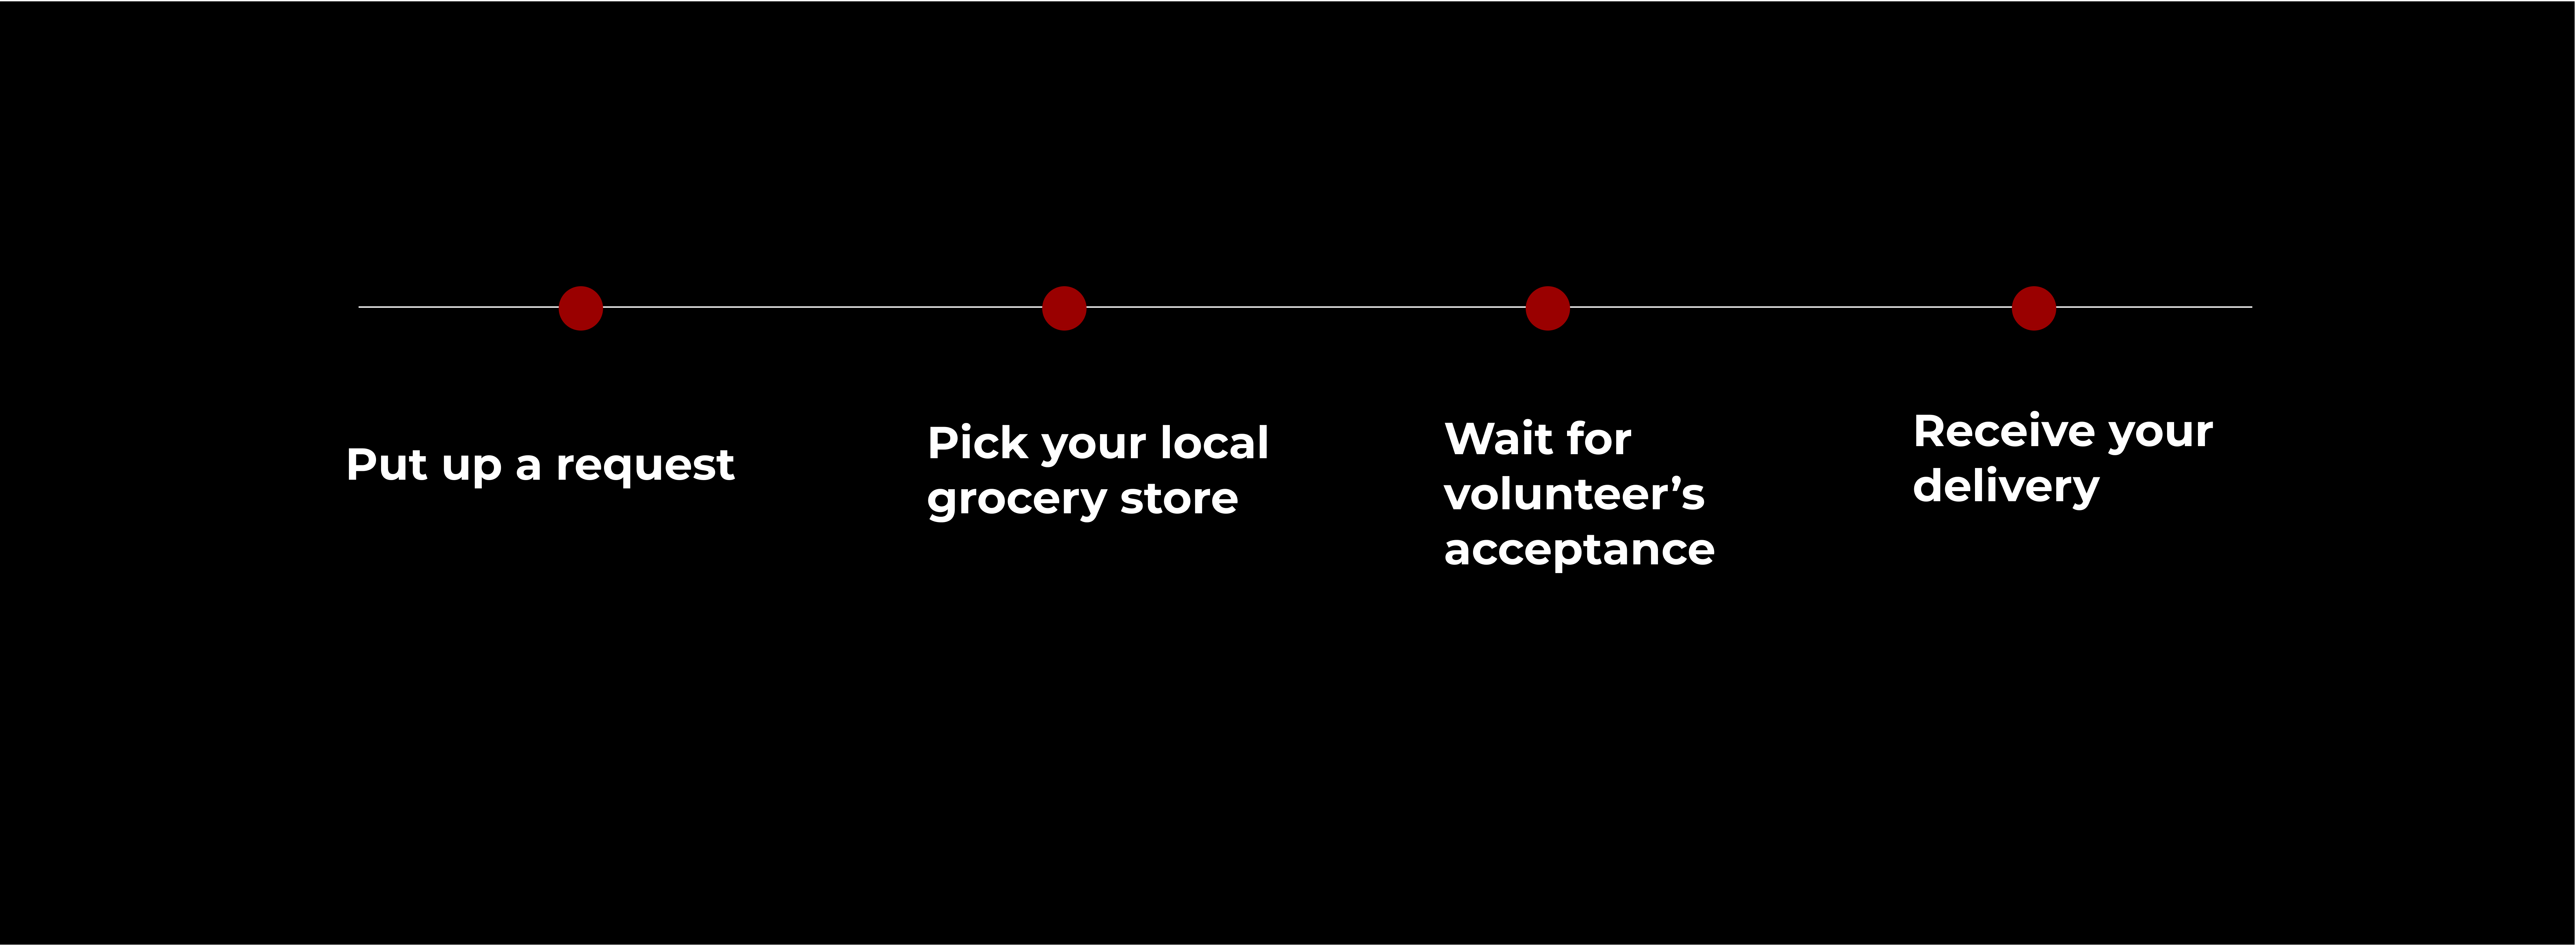 Put up a request
Pick your local
grocery store
Wait for
volunteer’s
acceptance
Receive your
delivery